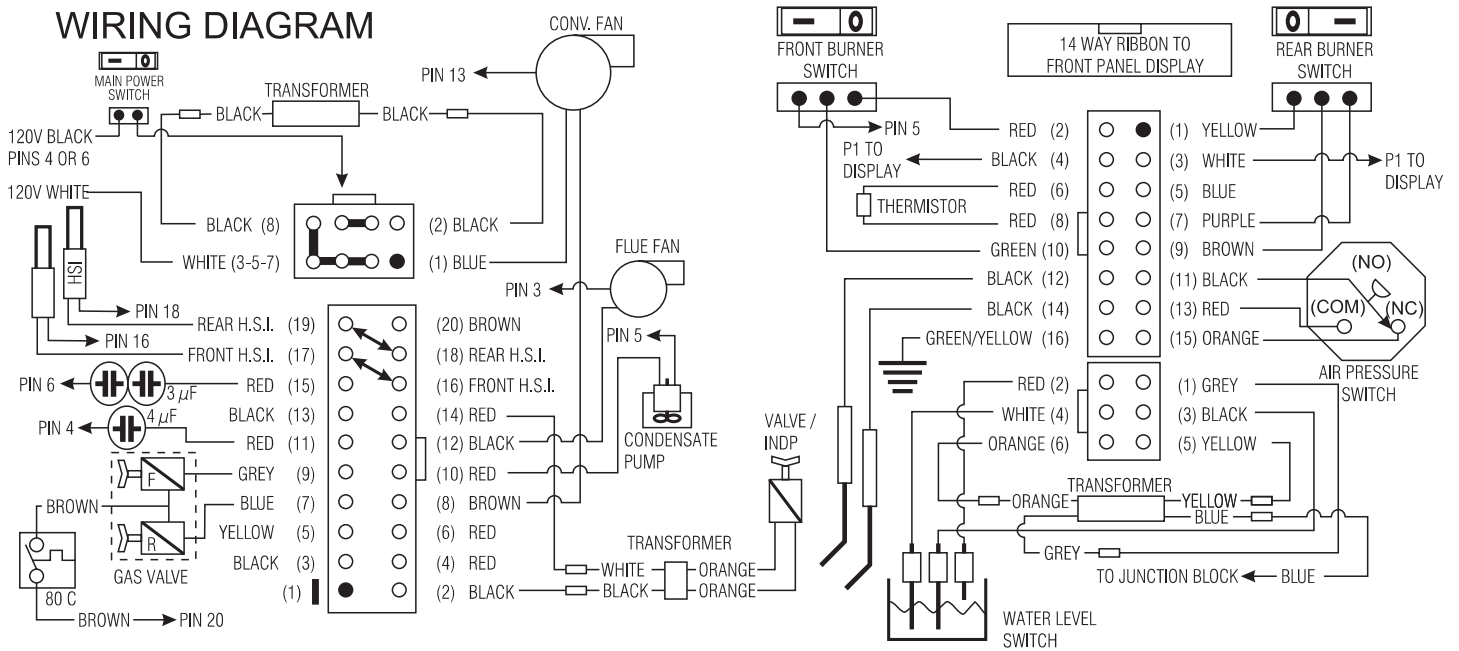 WIRING DIAGRAM
MAIN POWER
SWITCH
120V BLACK
PINS 4 OR 6
120V WHITE
BLACK
TRANSFORMER
BLACK
CONV. FAN
PIN 13
BLACK (8)
(2) BLACK
WHITE (3-5-7)
(1) BLUE
FLUE FAN
PIN 3
PIN 5
HSI
PIN 18
PIN 16
REAR H.S.I. (19)
(20) BROWN
FRONT H.S.I. (17)
(18) REAR H.S.I.
PIN 6
3 µF
RED (15)
(16) FRONT H.S.I.
BLACK (13)
(14) RED
PIN 4
4 µF
RED (11)
(12) BLACK
GREY (9)
(10) RED
BLUE (7)
(8) BROWN
YELLOW (5)
(6) RED
BLACK (3)
(4) RED
(1)
(2) BLACK
F
R
GAS VALVE
BROWN
80 C
BROWN
PIN 20
CONDENSATE
PUMP
TRANSFORMER
WHITE
ORANGE
BLACK
ORANGE
VALVE /
INDP
FRONT BURNER
SWITCH
14 WAY RIBBON TO
FRONT PANEL DISPLAY
REAR BURNER
SWITCH
PIN 5
P1 TO
DISPLAY
P1 TO
DISPLAY
THERMISTOR
RED (2)
(1) YELLOW
BLACK (4)
(3) WHITE
RED (6)
(5) BLUE
RED (8)
(7) PURPLE
GREEN (10)
(9) BROWN
BLACK (12)
(11) BLACK
BLACK (14)
(13) RED
GREEN/YELLOW (16)
(15) ORANGE
(NO)
(COM)
(NC)
AIR PRESSURE
SWITCH
RED (2)
(1) GREY
WHITE (4)
(3) BLACK
ORANGE (6)
(5) YELLOW
TRANSFORMER
ORANGE
YELLOW
BLUE
GREY
TO JUNCTION BLOCK
BLUE
WATER LEVEL
SWITCH